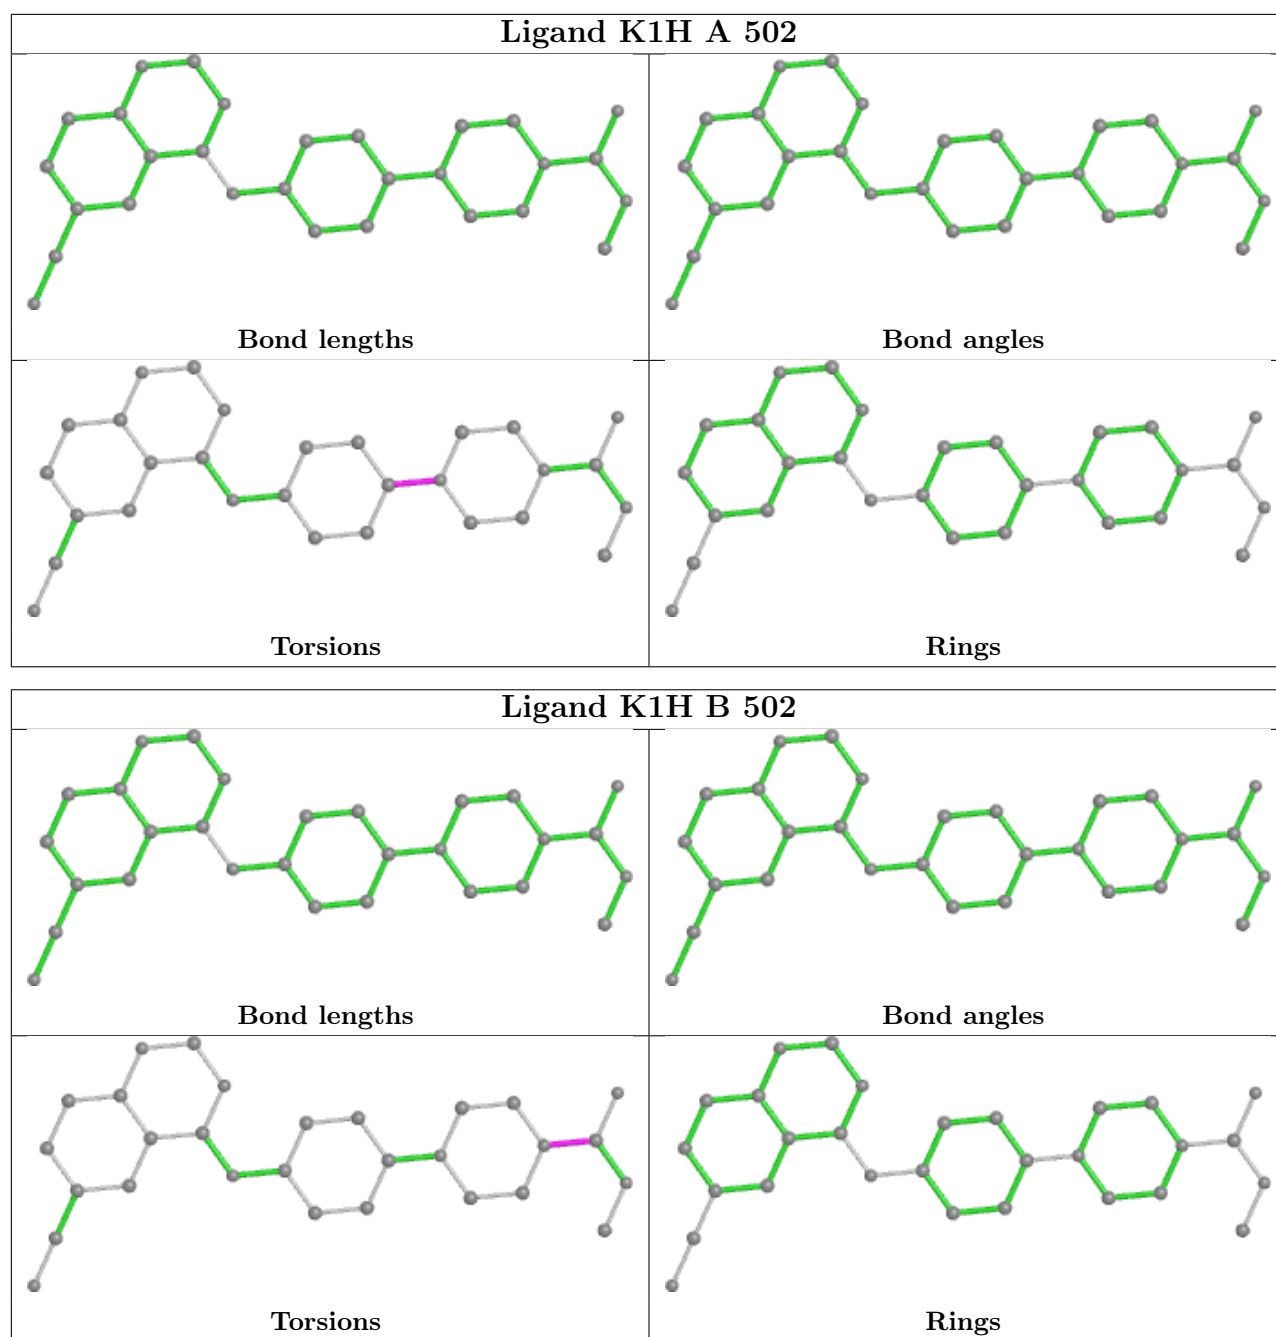 Ligand K1H A 502
Bond lengths
Bond angles
Torsions
Rings
Ligand K1H B 502
Bond lengths
Bond angles
Torsions
Rings